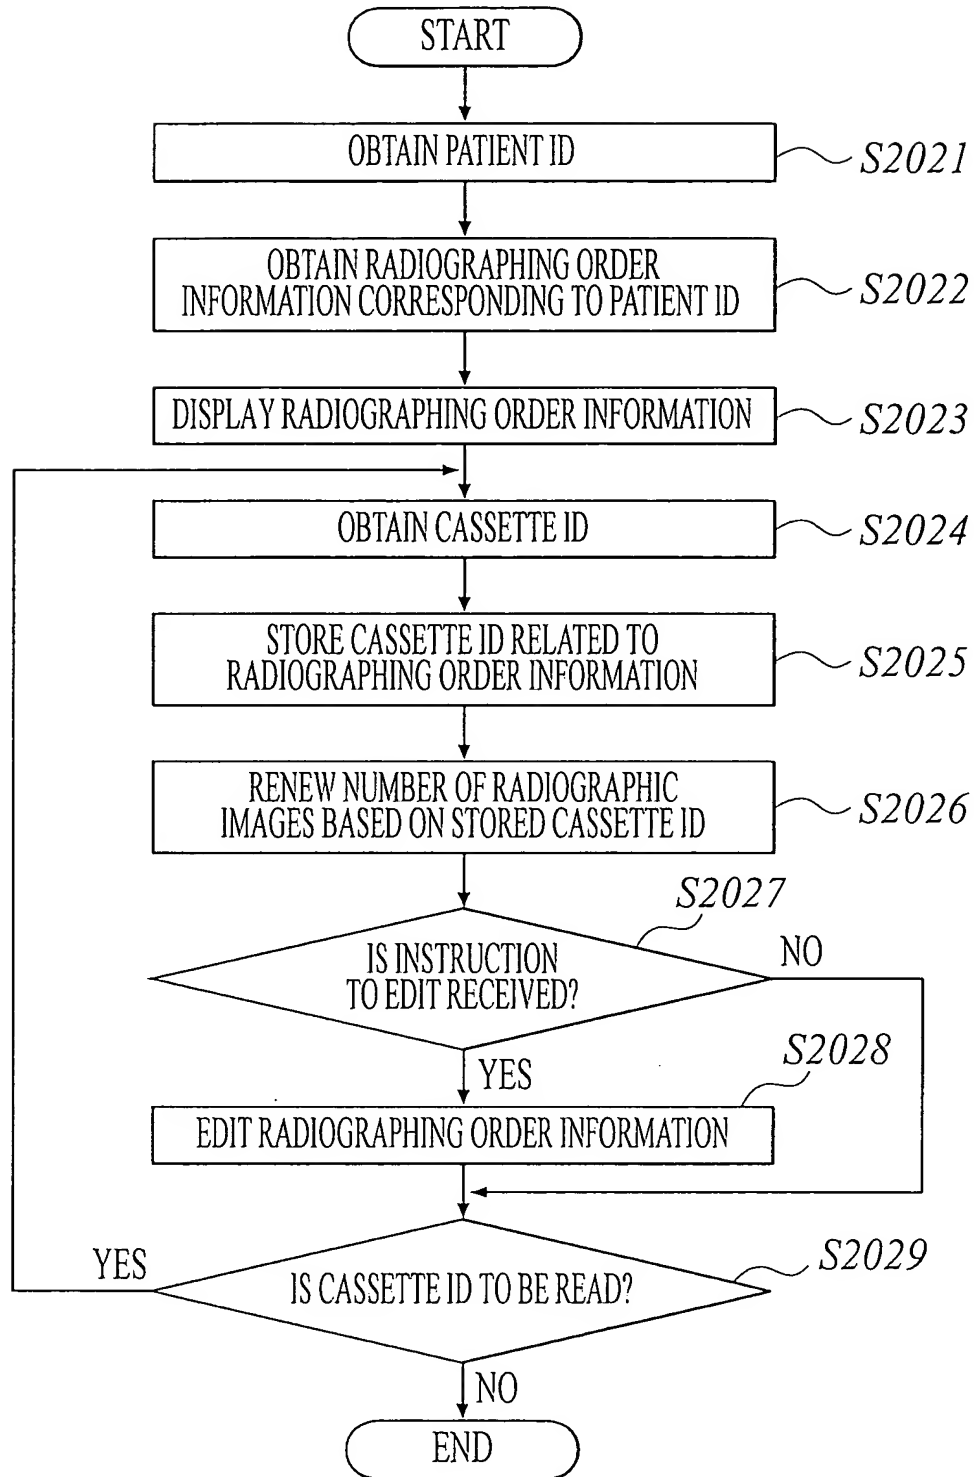 START
OBTAIN PATIENT ID
S2021
OBTAIN RADIOGRAPHING ORDER
INFORMATION CORRESPONDING TO PATIENT ID
S2022
DISPLAY RADIOGRAPHING ORDER INFORMATION
S2023
OBTAIN CASSETTE ID
S2024
STORE CASSETTE ID RELATED TO
RADIOGRAPHING ORDER INFORMATION
S2025
RENEW NUMBER OF RADIOGRAPHIC
IMAGES BASED ON STORED CASSETTE ID
S2026
S2027
IS INSTRUCTION
TO EDIT RECEIVED?
NO
YES
S2028
EDIT RADIOGRAPHING ORDER INFORMATION
YES
S2029
IS CASSETTE ID TO BE READ?
NO
END